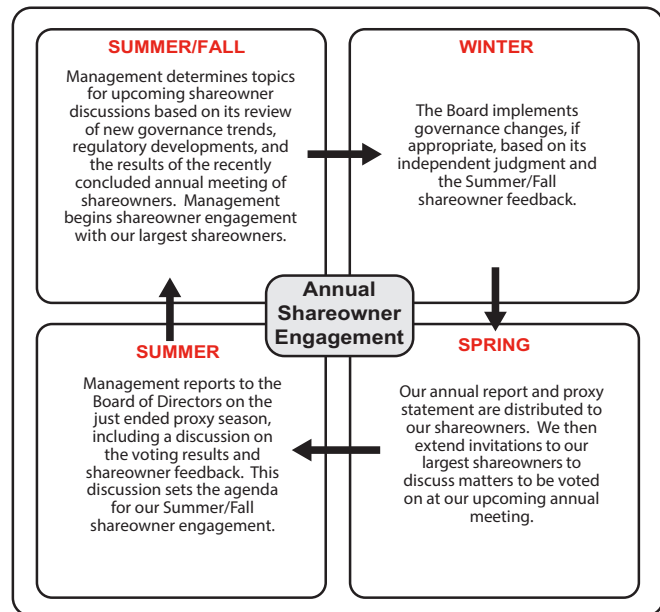 SUMMER/FALL
Management determines topics
for upcoming shareowner
discussions based on its review
of new governance trends,
regulatory developments, and
the results of the recently
concluded annual meeting of
shareowners. Management
begins shareowner engagement
with our largest shareowners.
WINTER
The Board implements
governance changes, if
appropriate, based on its
independent judgment and
the Summer/Fall
shareowner feedback.
Annual
Shareowner
Engagement
SUMMER
Management reports to the
Board of Directors on the
just ended proxy season,
including a discussion on
the voting results and
shareowner feedback. This
discussion sets the agenda
for our Summer/Fall
shareowner engagement.
SPRING
Our annual report and proxy
statement are distributed to
our shareowners. We then
extend invitations to our
largest shareowners to
discuss matters to be voted
on at our upcoming annual
meeting.